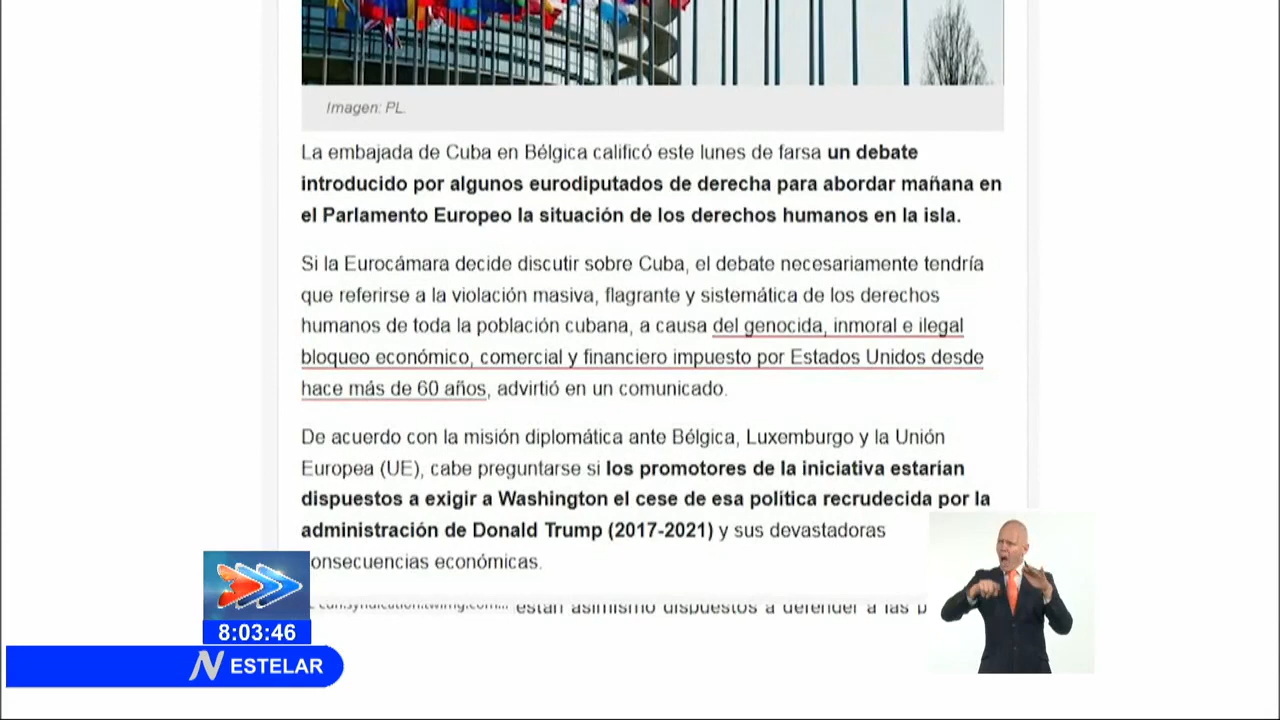 Imagen: PL.
La embajada de Cuba en Bélgica calificó este lunes de farsa un debate
introducido por algunos eurodiputados de derecha para abordar mañana en
el Parlamento Europeo la situación de los derechos humanos en la isla.
Si la Eurocámara decide discutir sobre Cuba, el debate necesariamente tendría
que referirse a la violación masiva, flagrante y sistemática de los derechos
humanos de toda la población cubana, a causa del genocida, inmoral e ilegal
bloqueo económico, comercial y financiero impuesto por Estados Unidos desde
hace más de 60 años, advirtió en un comunicado.
De acuerdo con la misión diplomática ante Bélgica, Luxemburgo y la Unión
Europea (UE), cabe preguntarse si los promotores de la iniciativa estarían
dispuestos a exigir a Washington el cese de esa política recrudecida por la
administración de Donald Trump (2017-2021) y sus devastadoras
onsecuencias económicas.
están asimismo dispuestos a defender a las p
8:03:46
N ESTELAR